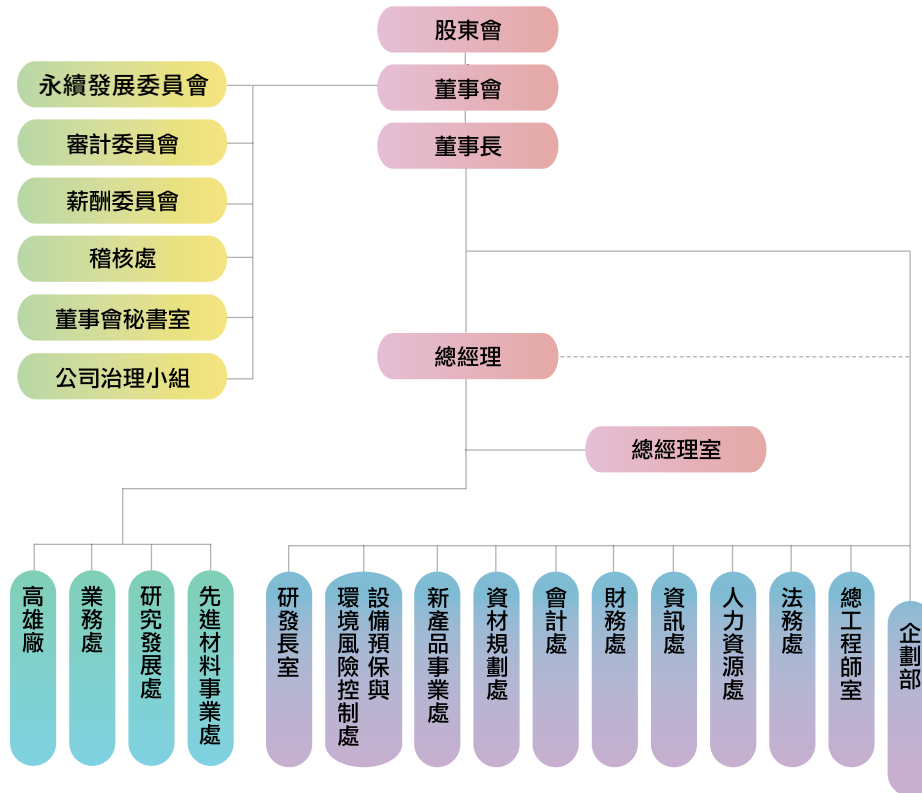 股東會
董事會
董事長
永續發展委員會
審計委員會
薪酬委員會
稽核處
董事會秘書室
公司治理小組
總經理
總經理室
高雄廠
業務處
研究發展處
先進材料事業處
研發長室
設備預保與
環境風險控制處
新產品事業處
資材規劃處
會計處
財務處
資訊處
人力資源處
法務處
總工程師室
企劃部